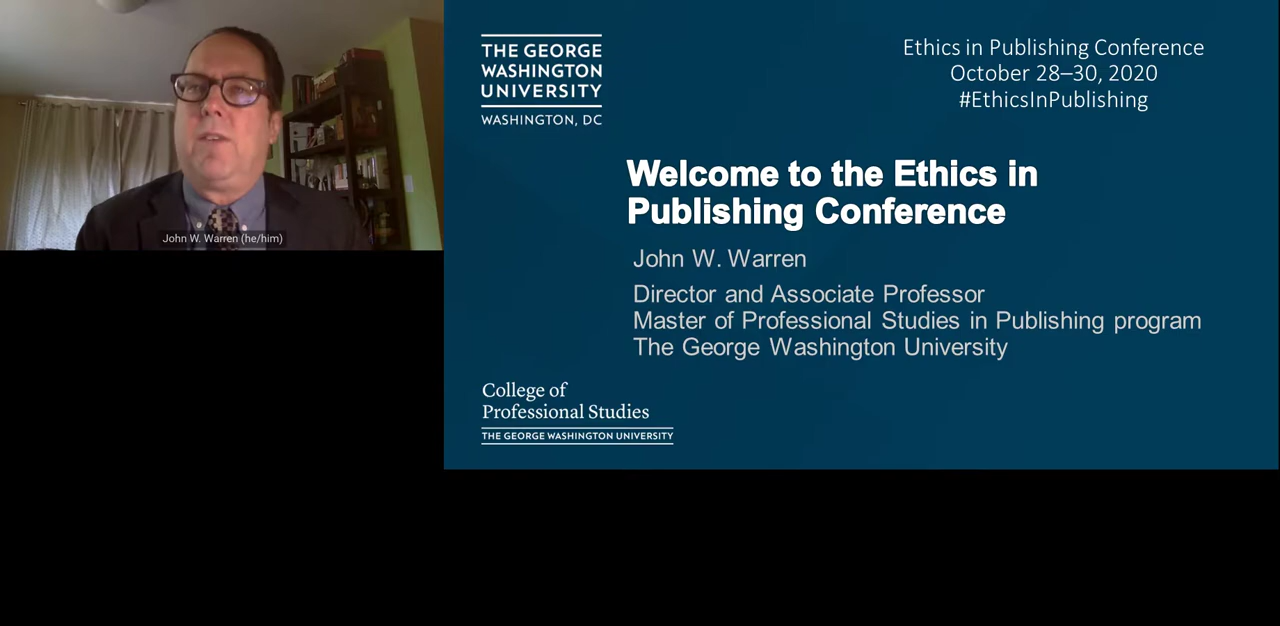 John W. Warren (he/him)
THE GEORGE
WASHINGTON
UNIVERSITY
WASHINGTON, DC
Ethics in Publishing Conference
October 28–30, 2020
#EthicsInPublishing
Welcome to the Ethics in
Publishing Conference
John W. Warren
Director and Associate Professor
Master of Professional Studies in Publishing program
The George Washington University
College of
Professional Studies
THE GEORGE WASHINGTON UNIVERSITY